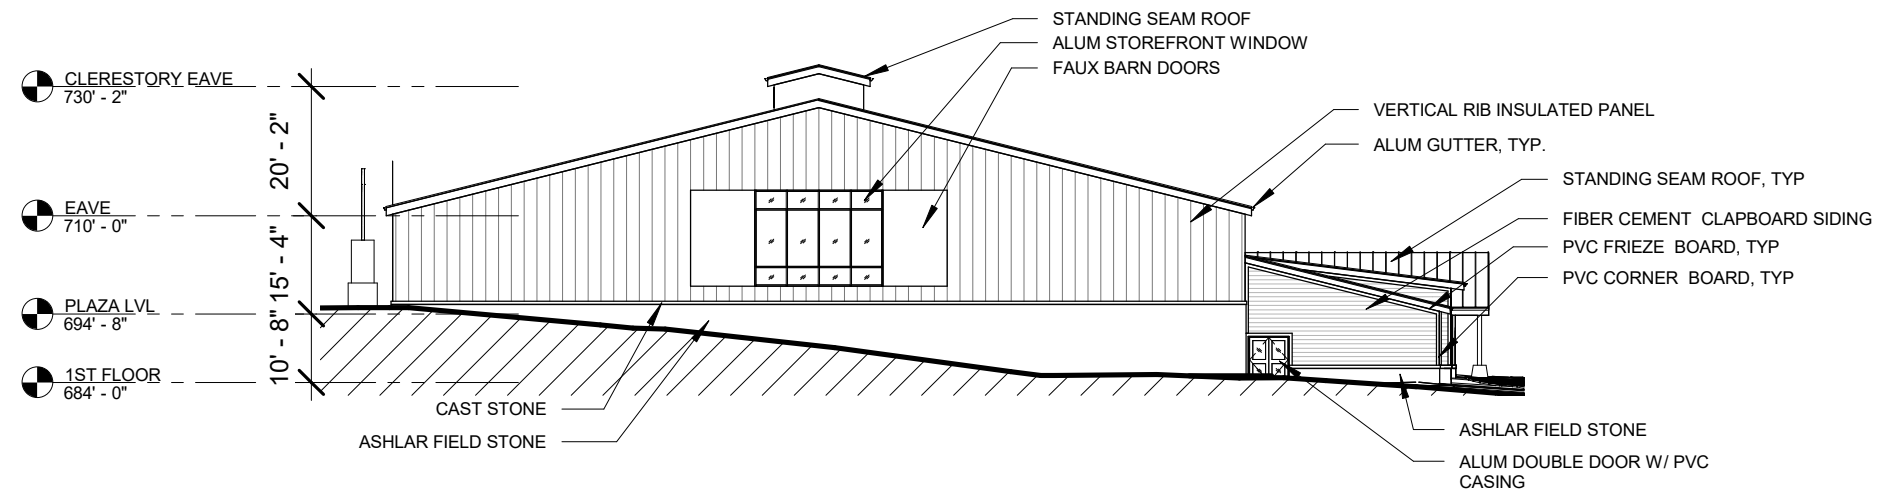 STANDING SEAM ROOF
ALUM STOREFRONT WINDOW
FAUX BARN DOORS
CLERESTORY EAVE
730' - 2"
VERTICAL RIB INSULATED PANEL
ALUM GUTTER, TYP.
20' - 2"
STANDING SEAM ROOF, TYP
EAVE
710' - 0"
FIBER CEMENT CLAPBOARD SIDING
PVC FRIEZE BOARD, TYP
15' - 4"
PVC CORNER BOARD, TYP
PLAZA LVL
694' - 8"
10' - 8"
1ST FLOOR
684' - 0"
CAST STONE
ASHLAR FIELD STONE
ASHLAR FIELD STONE
ALUM DOUBLE DOOR W/ PVC
CASING